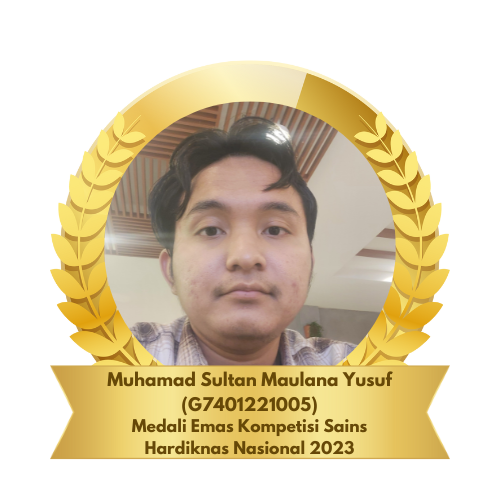 Muhamad Sultan Maulana Yusuf
(G7401221005)
Medali Emas Kompetisi Sains
Hardiknas Nasional 2023